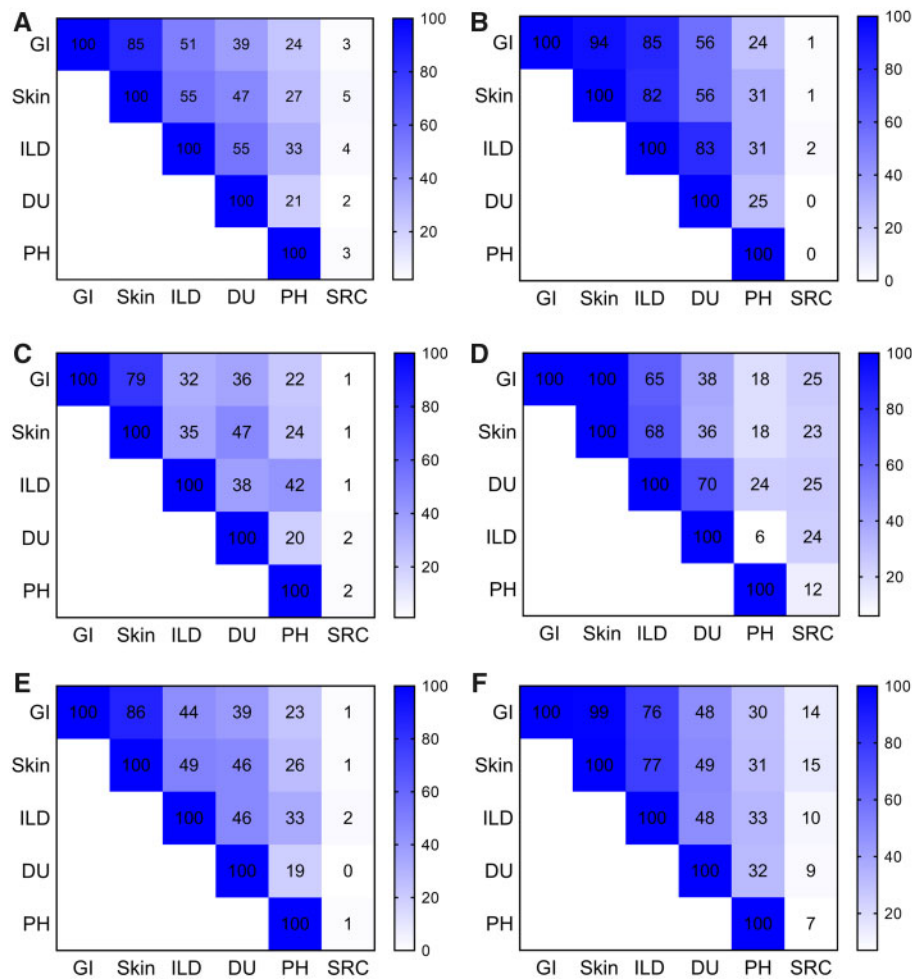 A B
100
GI 100 85 51 39 24 3
80
Skin 100 55 47 27 5
60
ILD 100 55 33 4
40
DU 100 21 2
20
PH 100 3
GI Skin ILD DU PH SRC
100
GI 100 94 85 56 24 1
80
Skin 100 82 56 31 1
60
ILD 100 83 31 2
40
DU 100 25 0
20
PH 100 0
0
GI Skin ILD DU PH SRC
C D
100
GI 100 79 32 36 22 1
80
Skin 100 35 47 24 1
60
ILD 100 38 42 1
40
DU 100 20 2
20
PH 100 2
GI Skin ILD DU PH SRC
100
GI 100 100 65 38 18 25
80
Skin 100 68 36 18 23
60
DU 100 70 24 25
40
ILD 100 6 24
20
PH 100 12
GI Skin ILD DU PH SRC
E F
100
GI 100 86 44 39 23 1
80
Skin 100 49 46 26 1
60
ILD 100 46 33 2
40
DU 100 19 0
20
PH 100 1
0
GI Skin ILD DU PH SRC
100
GI 100 99 76 48 30 14
80
Skin 100 77 49 31 15
60
ILD 100 48 33 10
40
DU 100 32 9
20
PH 100 7
GI Skin ILD DU PH SRC